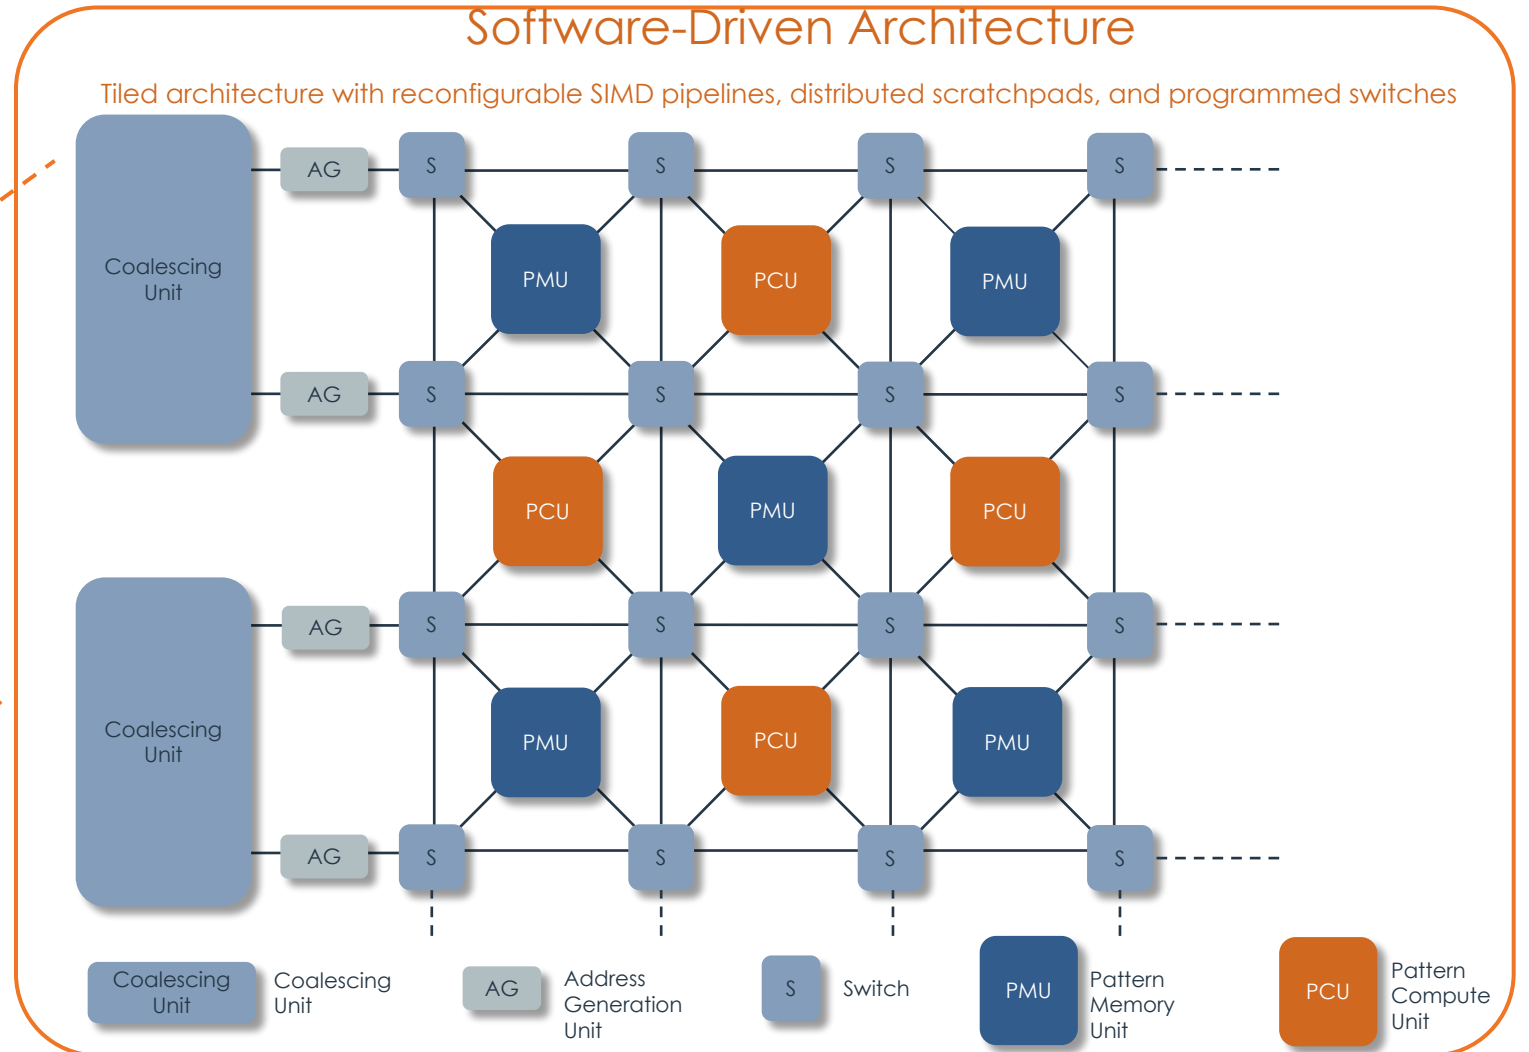 Software-Driven Architecture
Tiled architecture with reconfigurable SIMD pipelines, distributed scratchpads, and programmed switches
Coalescing
Unit
AG
S
S
S
S
PMU
PCU
PMU
AG
S
S
S
S
PCU
PMU
PCU
Coalescing
Unit
AG
S
S
S
S
PMU
PCU
PMU
AG
S
S
S
S
Coalescing
Unit
Coalescing
Unit
AG
Address
Generation
Unit
S
Switch
PMU
Pattern
Memory
Unit
PCU
Pattern
Compute
Unit